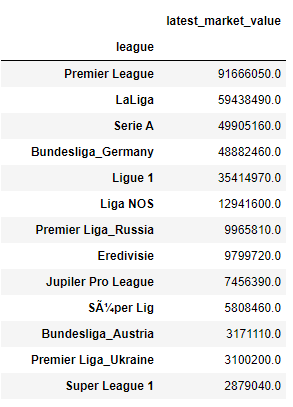 latest_market_value
league
Premier League 91666050.0
LaLiga 59438490.0
Serie A 49905160.0
Bundesliga_Germany 48882460.0
Ligue 1 35414970.0
Liga NOS 12941600.0
Premier Liga_Russia 9965810.0
Eredivisie 9799720.0
Jupiler Pro League 7456390.0
SÃ¼per Lig 5808460.0
Bundesliga_Austria 3171110.0
Premier Liga_Ukraine 3100200.0
Super League 1 2879040.0